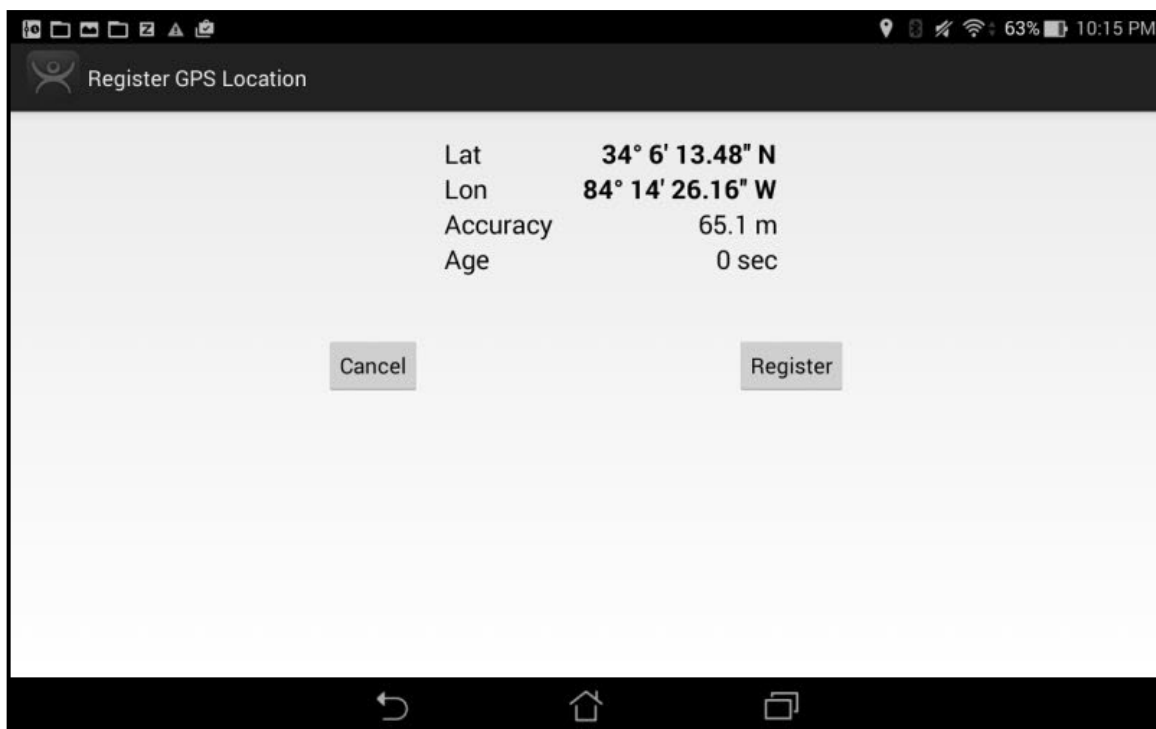 63% 10:15 PM
Register GPS Location
Lat 34° 6' 13.48" N
Lon 84° 14' 26.16" W
Accuracy 65.1 m
Age 0 sec
Cancel Register